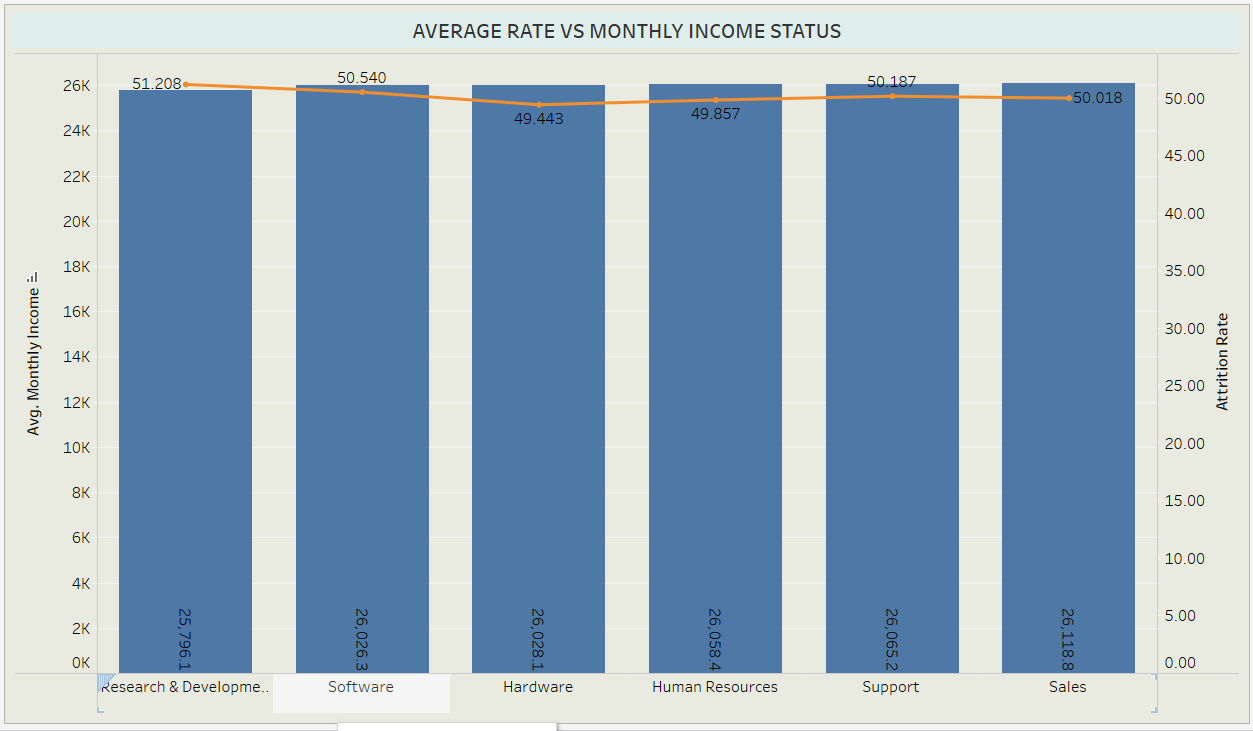 AVERAGE RATE VS MONTHLY INCOME STATUS
Avg. Monthly Income
26K
24K
22K
20K
18K
16K
14K
12K
10K
8K
6K
4K
2K
0K
51.208
50.540
49.443
49.857
50.187
50.018
25,796.1
26,026.3
26,028.1
26,058.4
26,065.2
26,118.8
50.00
45.00
40.00
35.00
30.00
25.00
20.00
15.00
10.00
5.00
0.00
Attrition Rate
Research & Developme..
Software
Hardware
Human Resources
Support
Sales